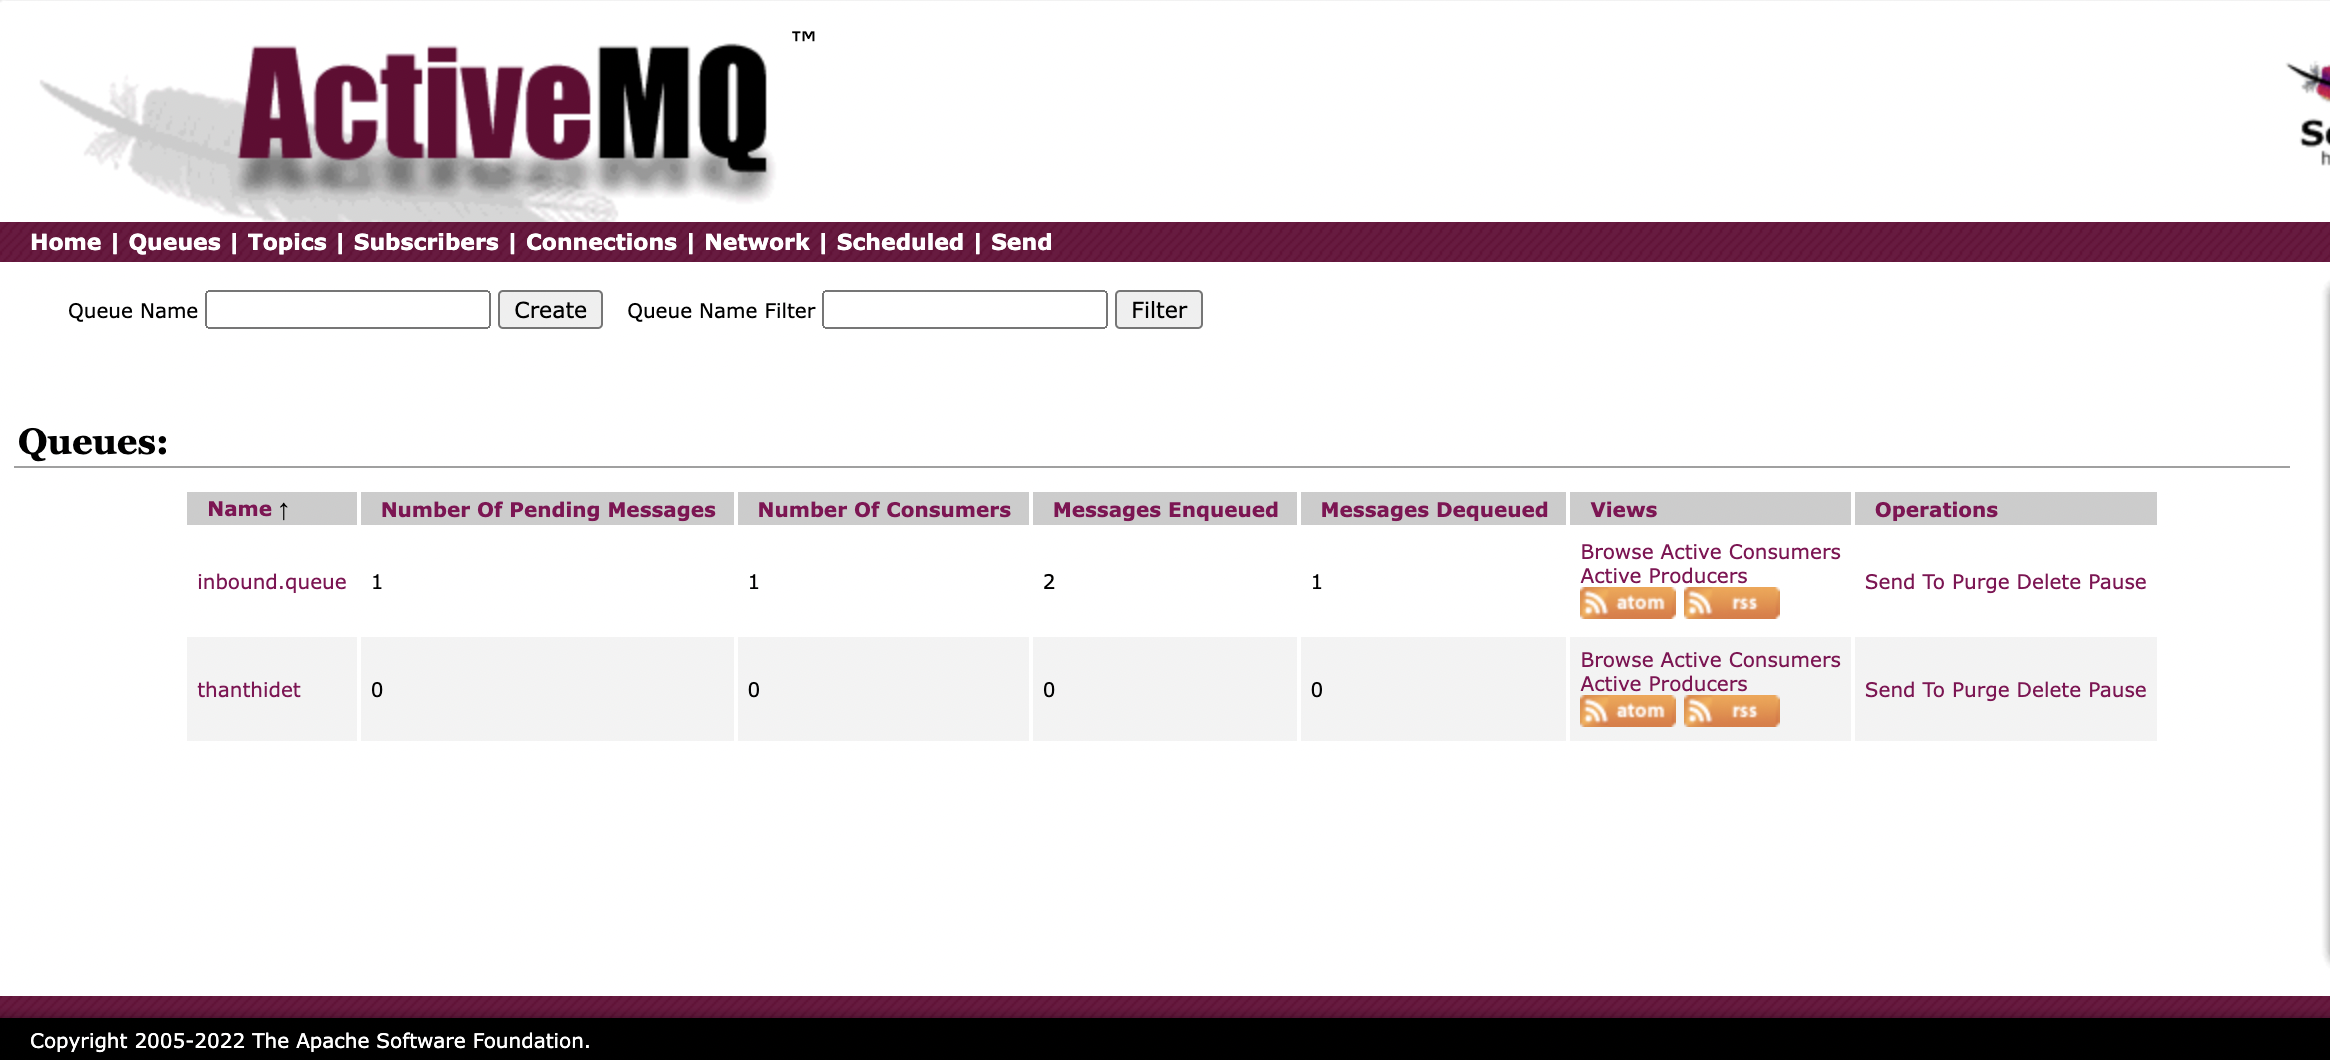 ActiveMQ ™
Home | Queues | Topics | Subscribers | Connections | Network | Scheduled | Send
Queue Name Create Queue Name Filter Filter
Queues:
Name ↑ Number Of Pending Messages Number Of Consumers Messages Enqueued Messages Dequeued Views Operations
inbound.queue 1 1 2 1 Browse Active Consumers
Active Producers
atom rss
Send To Purge Delete Pause
thanthidet 0 0 0 0 Browse Active Consumers
Active Producers
atom rss
Send To Purge Delete Pause
Copyright 2005-2022 The Apache Software Foundation.